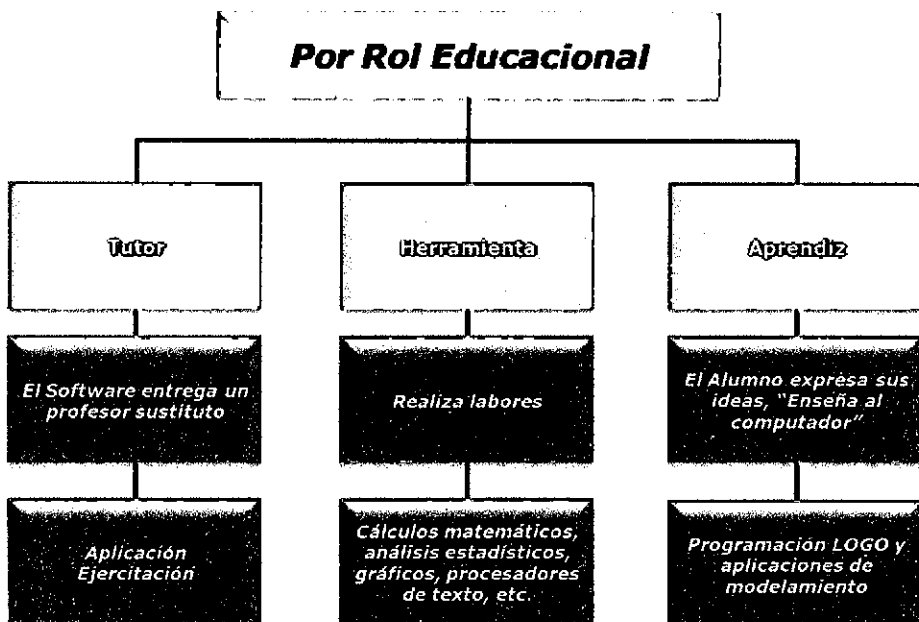 Por Rol Educacional
Tutor
Herramienta
Aprendiz
El Software entrega un
profesor sustituto
Realiza labores
El Alumno expresa sus
ideas, "Enseña al
computador"
Aplicación
Ejercitación
Cálculos matemáticos,
análisis estadísticos,
gráficos, procesadores
de texto, etc.
Programación LOGO y
aplicaciones de
modelamiento